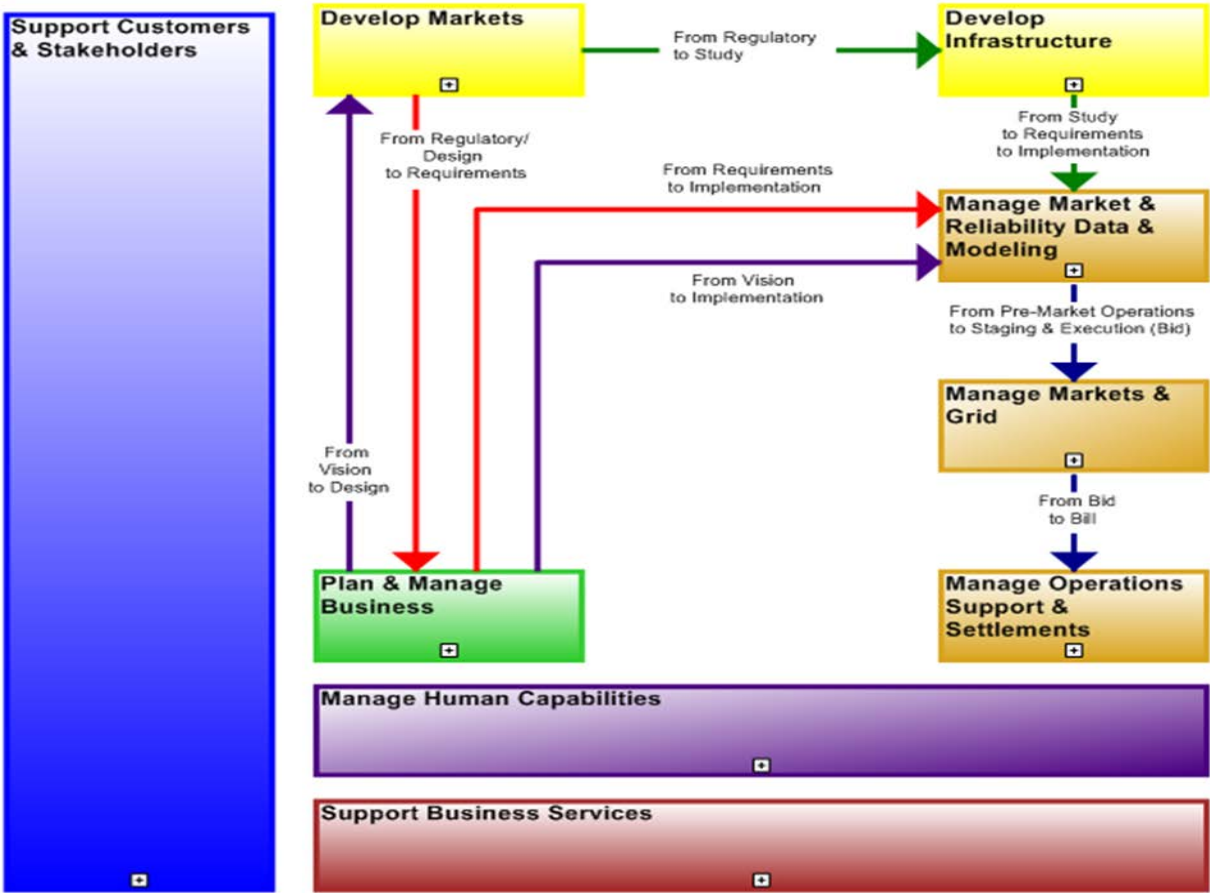 Support Customers
& Stakeholders
Develop Markets
From Regulatory
to Study
Develop
Infrastructure
From Regulatory/
Design
to Requirements
From Study
to Requirements
to Implementation
From Requirements
to Implementation
Manage Market &
Reliability Data &
Modeling
From Vision
to Implementation
From Pre-Market Operations
to Staging & Execution (Bid)
Manage Markets &
Grid
From
Vision
to Design
From Bid
to Bill
Plan & Manage
Business
Manage Operations
Support &
Settlements
Manage Human Capabilities
Support Business Services